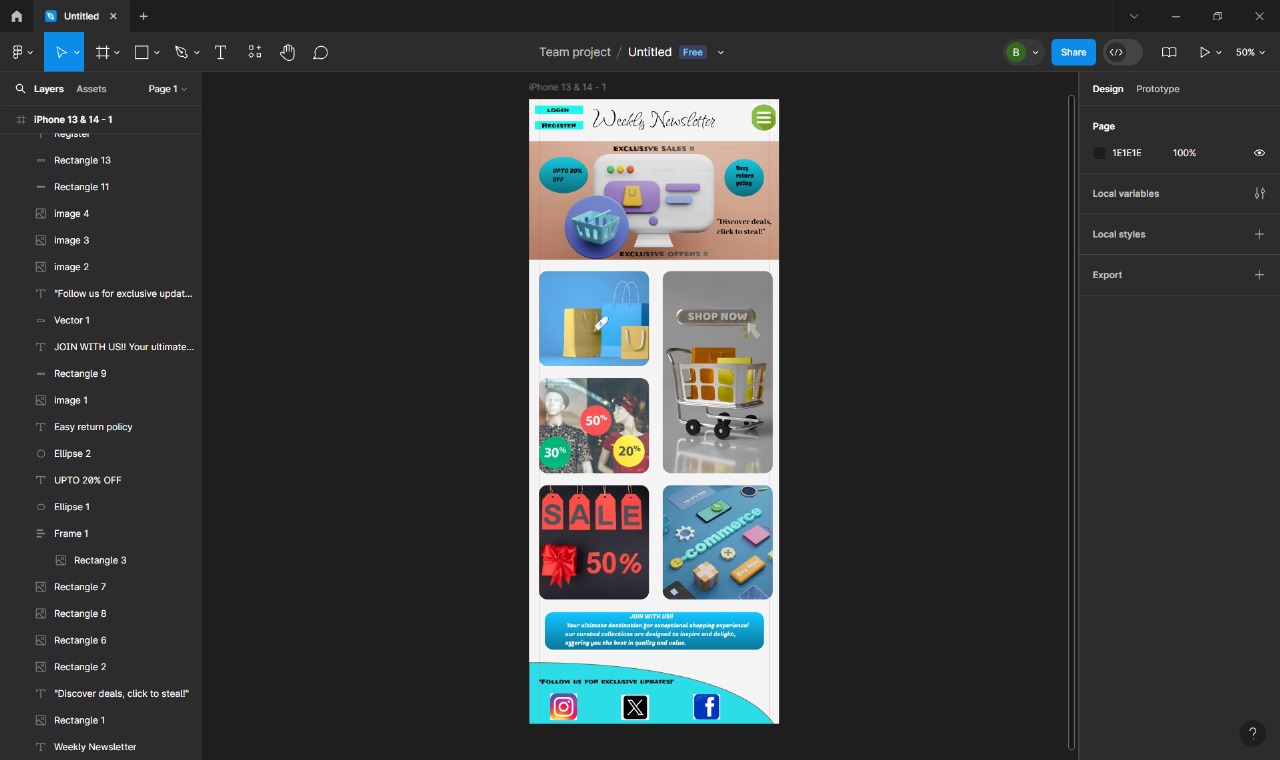 Untitled
Team project / Untitled Free
B
Share
50%
Layers
Assets
Page 1
iPhone 13 & 14 - 1
Register
Rectangle 13
Rectangle 11
image 4
image 3
image 2
"Follow us for exclusive updat...
Vector 1
JOIN WITH US!! Your ultimate...
Rectangle 9
image 1
Easy return policy
Ellipse 2
UPTO 20% OFF
Ellipse 1
Frame 1
Rectangle 3
Rectangle 7
Rectangle 8
Rectangle 6
Rectangle 2
"Discover deals, click to steal!"
Rectangle 1
Weekly Newsletter
iPhone 13 & 14 - 1
LOGIN
Register
Weekly Newsletter
EXCLUSIVE SALES !!
UPTO 20%
OFF
Easy
return
policy
"Discover deals,
click to steal!"
EXCLUSIVE OFFERS !!
SHOP NOW
50%
30%
20%
SALE
50%
e-commerce
Buy Now
JOIN WITH US!!
Your ultimate destination for exceptional shopping experience!
our curated collections are designed to inspire and delight,
offering you the best in quality and value.
"Follow us for exclusive updates!"
Design
Prototype
Page
1E1E1E
100%
Local variables
Local styles
Export
?